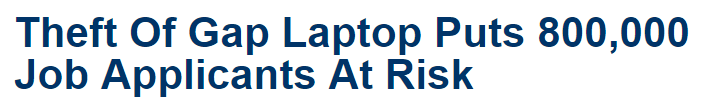 Theft Of Gap Laptop Puts 800,000
Job Applicants At Risk